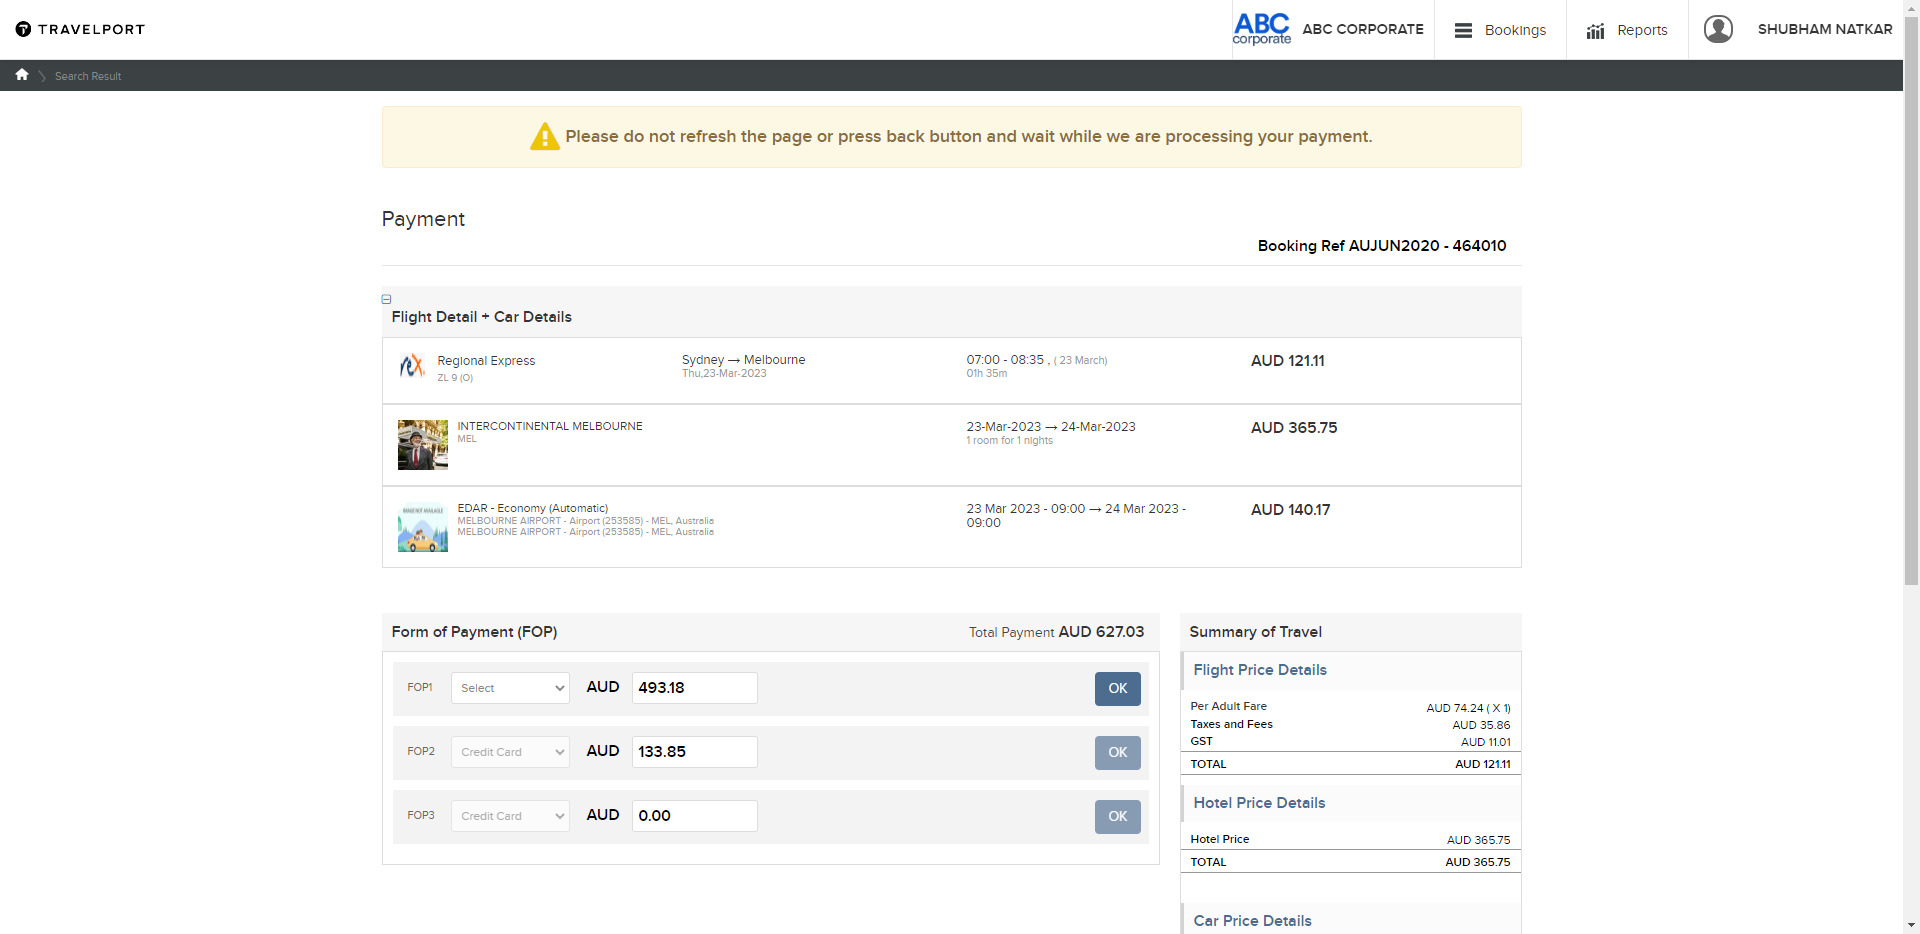 TRAVELPORT
ABC corporate
ABC CORPORATE
Bookings
Reports
SHUBHAM NATKAR
Search Result
Please do not refresh the page or press back button and wait while we are processing your payment.
Payment
Booking Ref AUJUN2020 - 464010
Flight Detail + Car Details
rex Regional Express Sydney → Melbourne 07:00 - 08:35 , ( 23 March) AUD 121.11
ZL 9 (O) Thu,23-Mar-2023 01h 35m
INTERCONTINENTAL MELBOURNE 23-Mar-2023 → 24-Mar-2023 AUD 365.75
MEL 1 room for 1 nights
IMAGE NOT AVAILABLE
EDAR - Economy (Automatic) 23 Mar 2023 - 09:00 → 24 Mar 2023 - AUD 140.17
09:00
MELBOURNE AIRPORT - Airport (253585) - MEL, Australia
MELBOURNE AIRPORT - Airport (253585) - MEL, Australia
Form of Payment (FOP) Total Payment AUD 627.03
FOP1 Select AUD 493.18 OK
FOP2 Credit Card AUD 133.85 OK
FOP3 Credit Card AUD 0.00 OK
Summary of Travel
Flight Price Details
Per Adult Fare AUD 74.24 ( X 1)
Taxes and Fees AUD 35.86
GST AUD 11.01
TOTAL AUD 121.11
Hotel Price Details
Hotel Price AUD 365.75
TOTAL AUD 365.75
Car Price Details